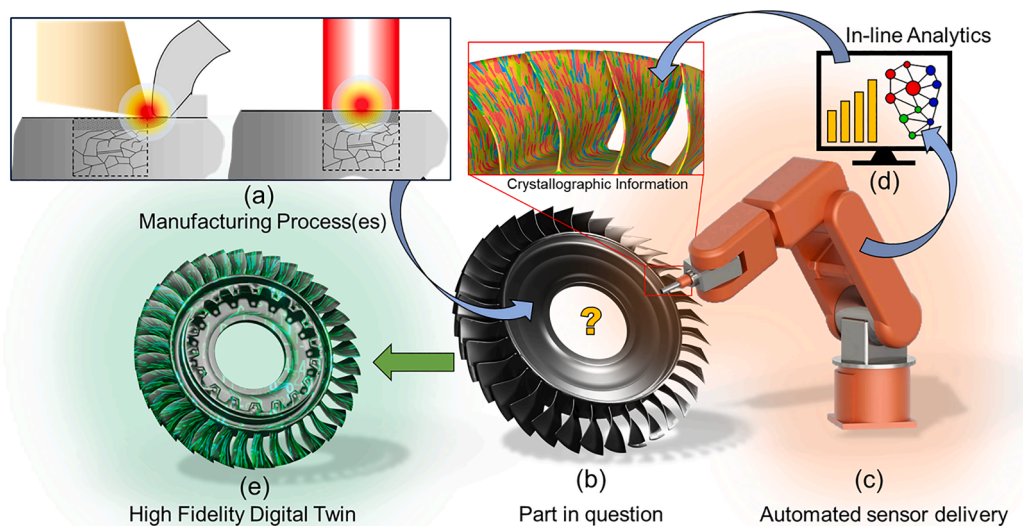 In-line Analytics
Crystallographic Information
(d)
(a)
Manufacturing Process(es)
?
(e)
High Fidelity Digital Twin
(b)
Part in question
(c)
Automated sensor delivery